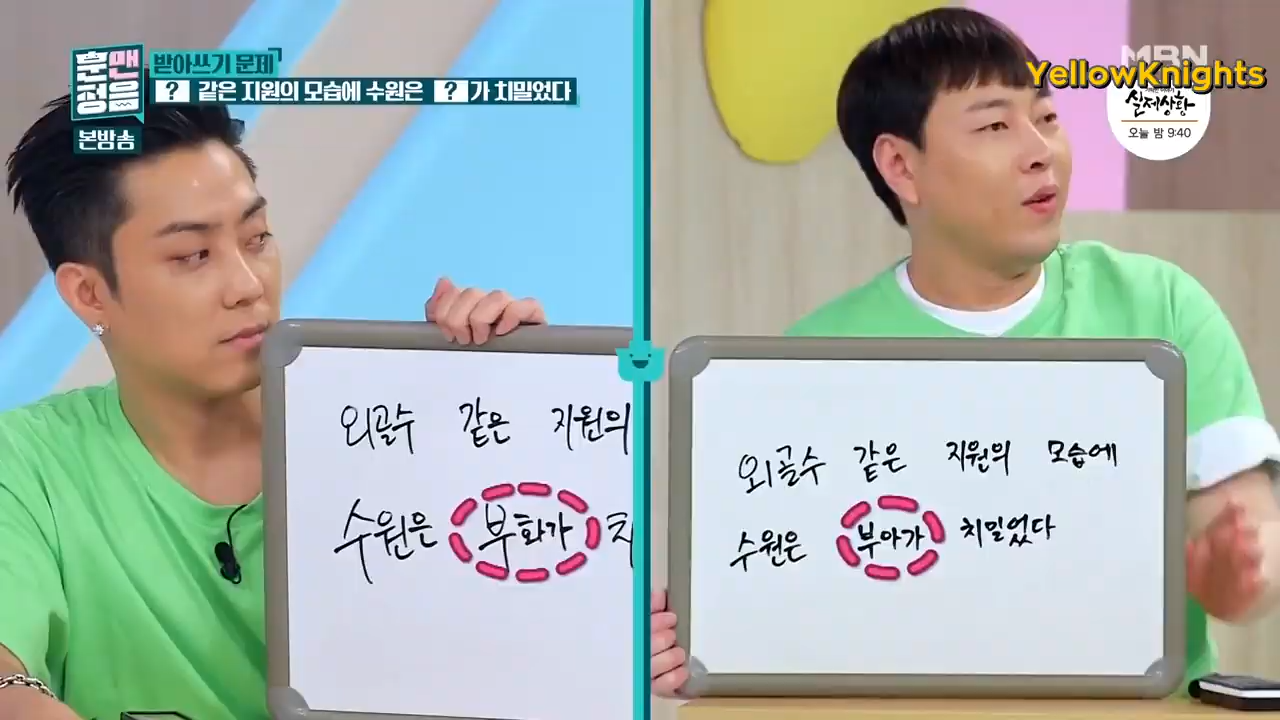 훈맨
정음
받아쓰기 문제
? 같은 지원의 모습에 수원은 ? 가 치밀었다
본방송
MBN
YellowKnights
실제상황
오늘 밤 9:40
외골수 같은 지원의
수원은 부화가 치
외골수 같은 지원의 모습에
수원은 부아가 치밀었다